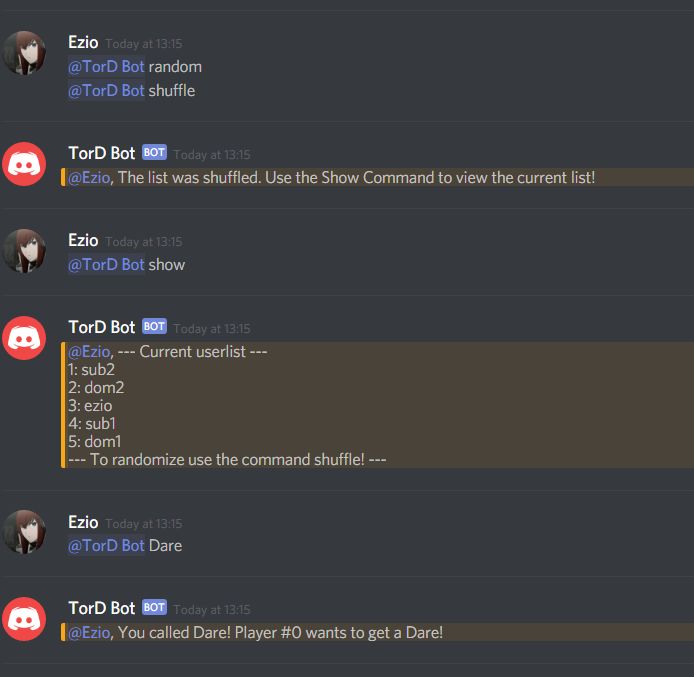 Ezio Today at 13:15
@TorD Bot random
@TorD Bot shuffle
TorD Bot BOT Today at 13:15
@Ezio, The list was shuffled. Use the Show Command to view the current list!
Ezio Today at 13:15
@TorD Bot show
TorD Bot BOT Today at 13:15
@Ezio, --- Current userlist ---
1: sub2
2: dom2
3: ezio
4: sub1
5: dom1
--- To randomize use the command shuffle! ---
Ezio Today at 13:15
@TorD Bot Dare
TorD Bot BOT Today at 13:15
@Ezio, You called Dare! Player #0 wants to get a Dare!